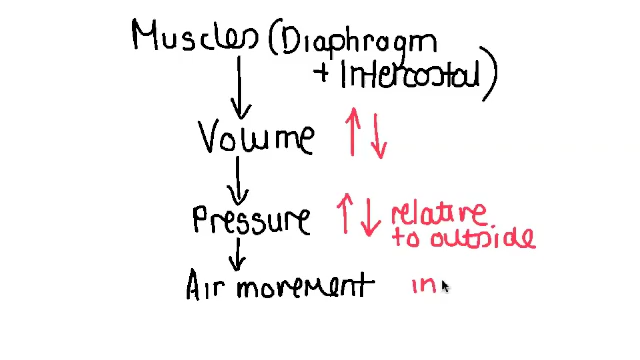 Muscles (Diaphragm
+ Intercostal)
Volume ↑ ↓
Pressure ↑ ↓ relative
to outside
Air movement in